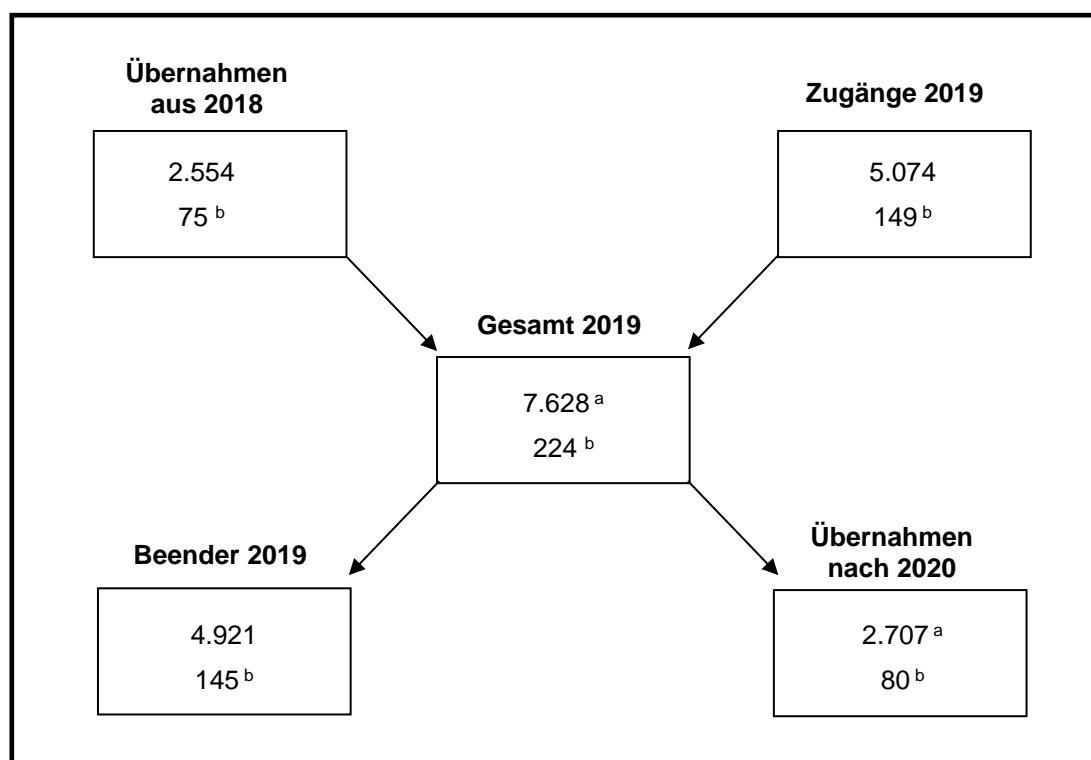 Übernahmen
aus 2018
2.554
75 ᵇ
Zugänge 2019
5.074
149 ᵇ
Gesamt 2019
7.628 ᵃ
224 ᵇ
Beender 2019
4.921
145 ᵇ
Übernahmen
nach 2020
2.707 ᵃ
80 ᵇ